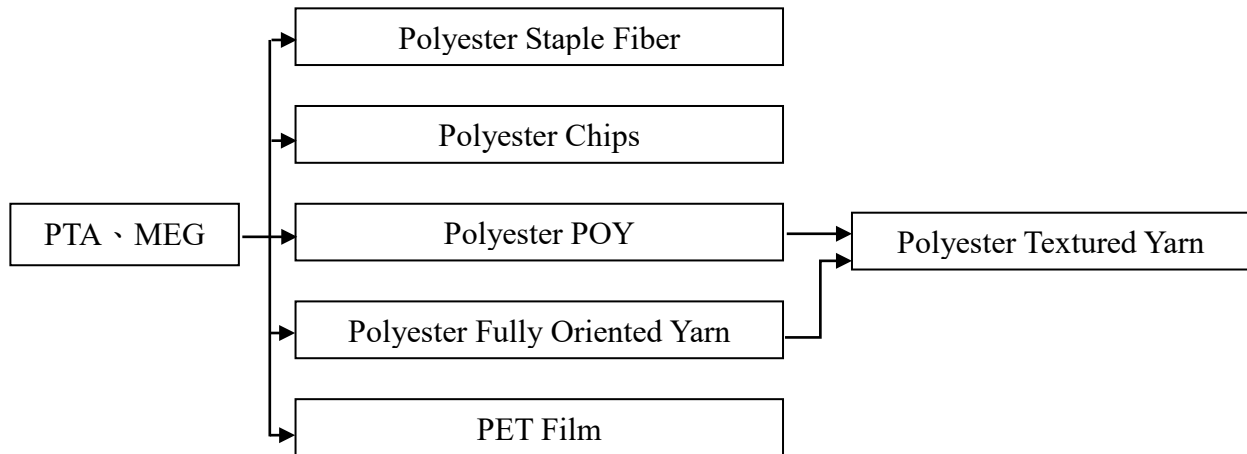 Polyester Staple Fiber
Polyester Chips
PTA、MEG
Polyester POY
Polyester Textured Yarn
Polyester Fully Oriented Yarn
PET Film